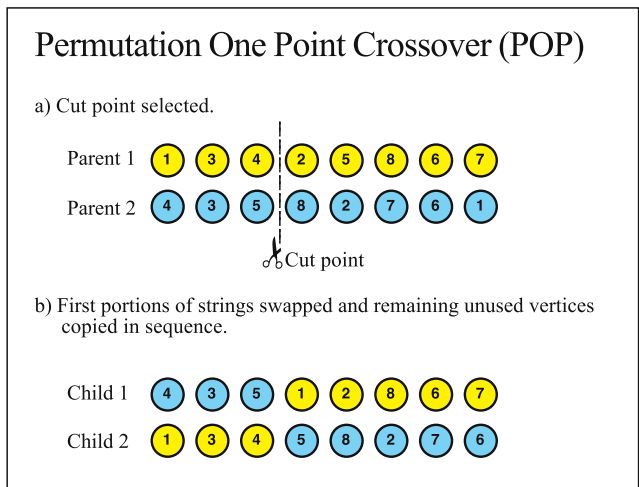 Permutation One Point Crossover (POP)
a) Cut point selected.
Parent 1 1 3 4 2 5 8 6 7
Parent 2 4 3 5 8 2 7 6 1
Cut point
b) First portions of strings swapped and remaining unused vertices
copied in sequence.
Child 1 4 3 5 1 2 8 6 7
Child 2 1 3 4 5 8 2 7 6